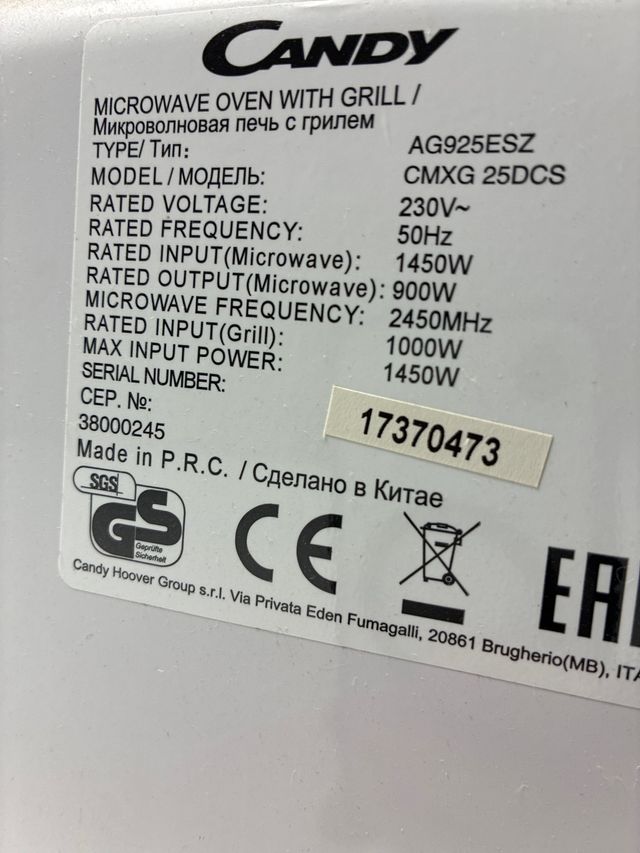 CANDY
MICROWAVE OVEN WITH GRILL /
Микроволновая печь с грилем
TYPE/ Тип: AG925ESZ
MODEL / МОДЕЛЬ: CMXG 25DCS
RATED VOLTAGE: 230V~
RATED FREQUENCY: 50Hz
RATED INPUT(Microwave): 1450W
RATED OUTPUT(Microwave): 900W
MICROWAVE FREQUENCY: 2450MHz
RATED INPUT(Grill): 1000W
MAX INPUT POWER: 1450W
SERIAL NUMBER:
СЕР. №: 17370473
38000245
Made in P.R.C. / Сделано в Китае
SGS
GS
Geprüfte
Sicherheit
CE
EAC
Candy Hoover Group s.r.l. Via Privata Eden Fumagalli, 20861 Brugherio(MB), ITA